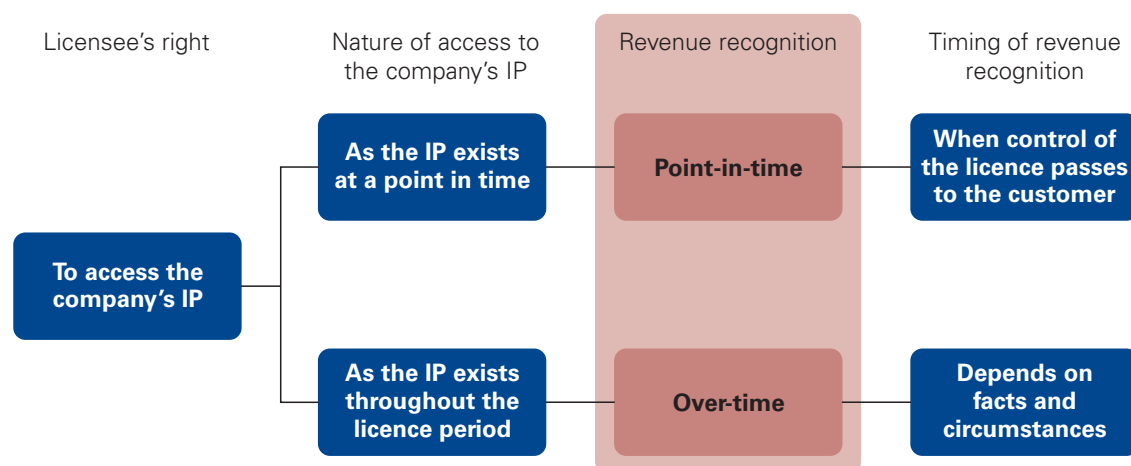 Licensee’s right
Nature of access to
the company’s IP
Revenue recognition
Timing of revenue
recognition
As the IP exists
at a point in time
Point-in-time
When control of
the licence passes
to the customer
To access the
company’s IP
As the IP exists
throughout the
licence period
Over-time
Depends on
facts and
circumstances